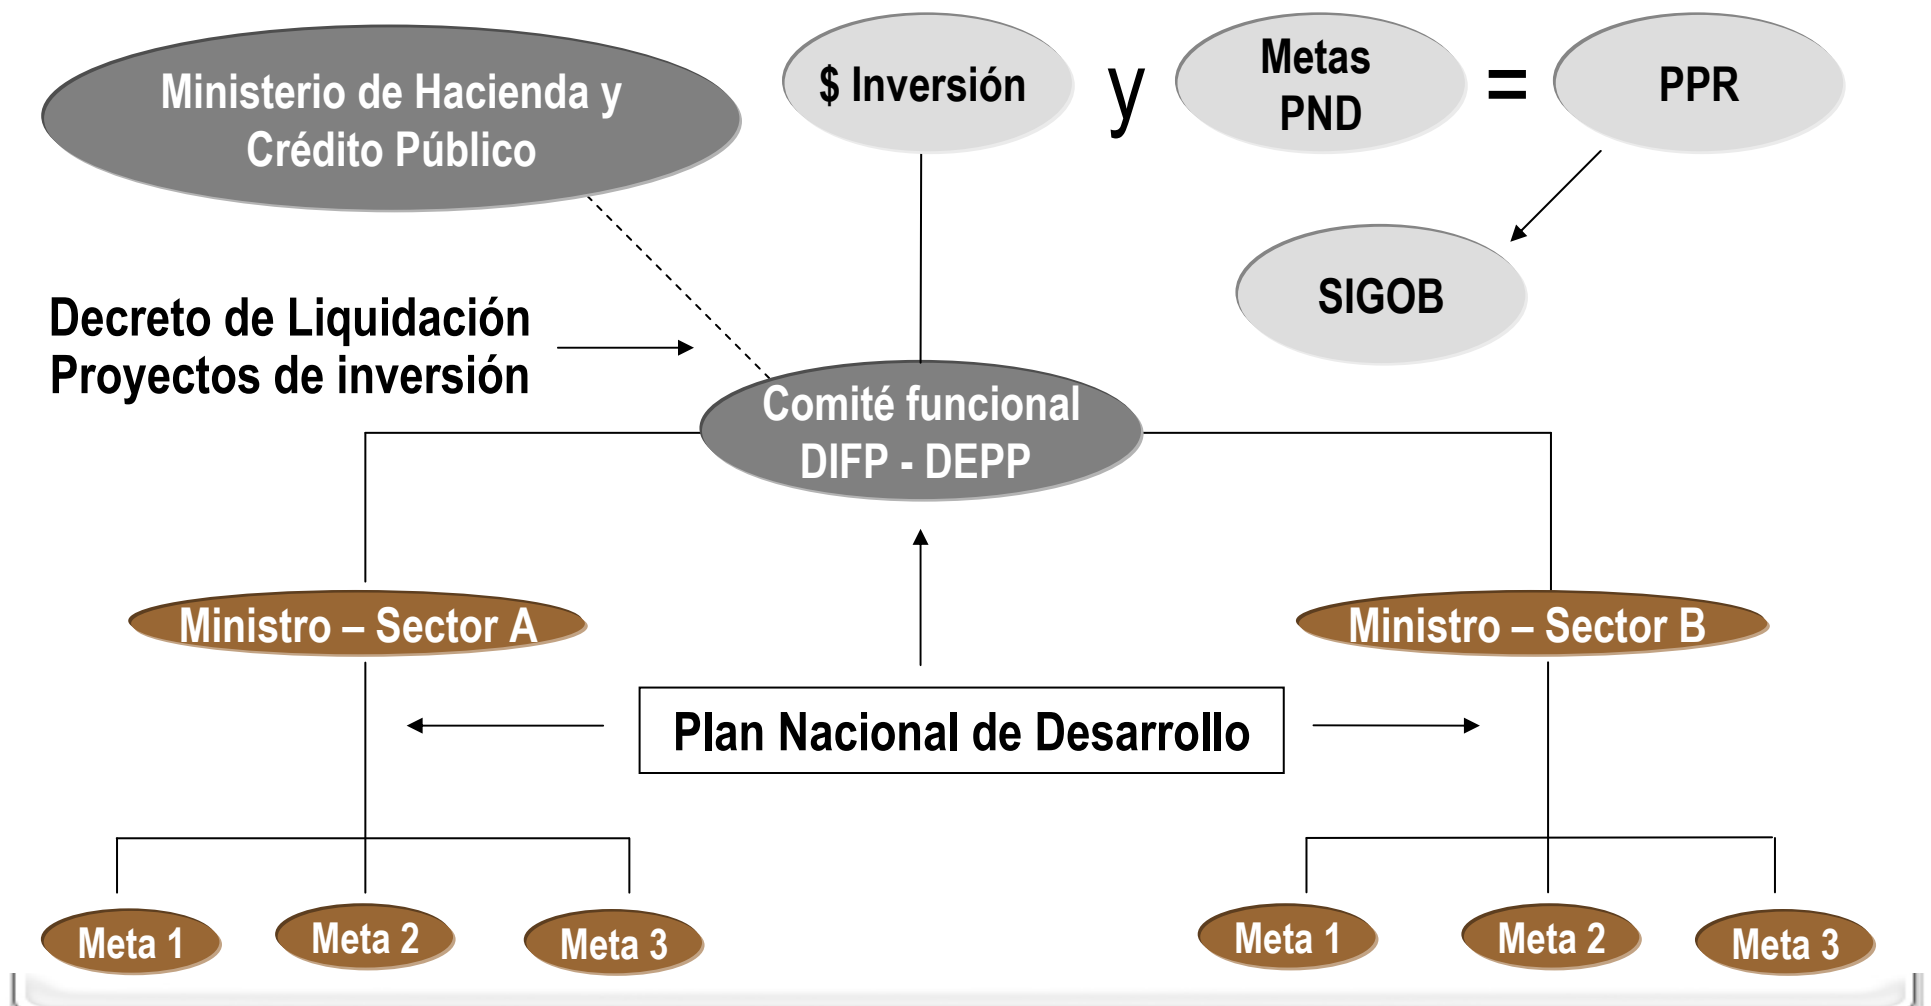 Ministerio de Hacienda y
Crédito Público
$ Inversión
y
Metas
PND
=
PPR
SIGOB
Decreto de Liquidación
Proyectos de inversión
Comité funcional
DIFP - DEPP
Ministro – Sector A
Ministro – Sector B
Plan Nacional de Desarrollo
Meta 1
Meta 2
Meta 3
Meta 1
Meta 2
Meta 3